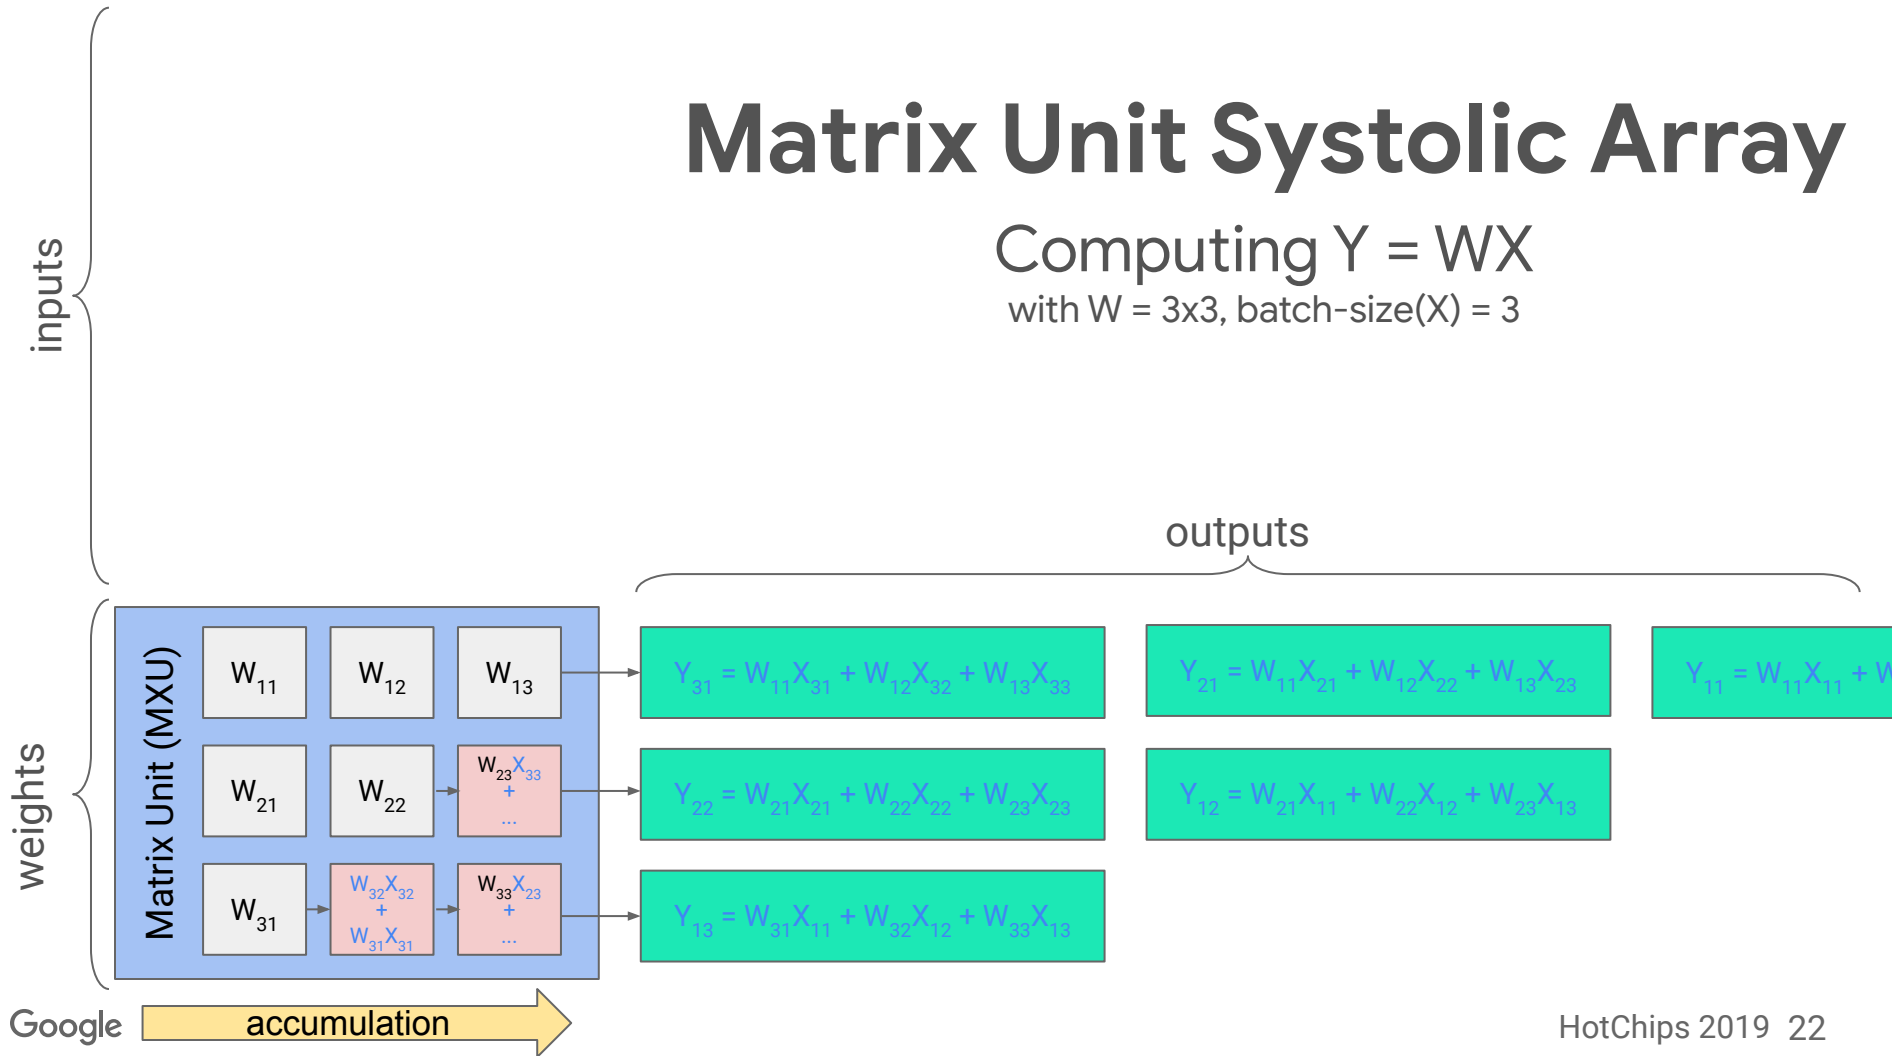 Matrix Unit Systolic Array
Computing Y = WX
with W = 3x3, batch-size(X) = 3
inputs
outputs
weights
Matrix Unit (MXU)
W₁₁ W₁₂ W₁₃
Y₃₁ = W₁₁X₃₁ + W₁₂X₃₂ + W₁₃X₃₃
Y₂₁ = W₁₁X₂₁ + W₁₂X₂₂ + W₁₃X₂₃
Y₁₁ = W₁₁X₁₁ + W
W₂₁ W₂₂
W₂₃X₃₃
+
...
Y₂₂ = W₂₁X₂₁ + W₂₂X₂₂ + W₂₃X₂₃
Y₁₂ = W₂₁X₁₁ + W₂₂X₁₂ + W₂₃X₁₃
W₃₁
W₃₂X₃₂
+
W₃₁X₃₁
W₃₃X₂₃
+
...
Y₁₃ = W₃₁X₁₁ + W₃₂X₁₂ + W₃₃X₁₃
Google
accumulation
HotChips 2019 22